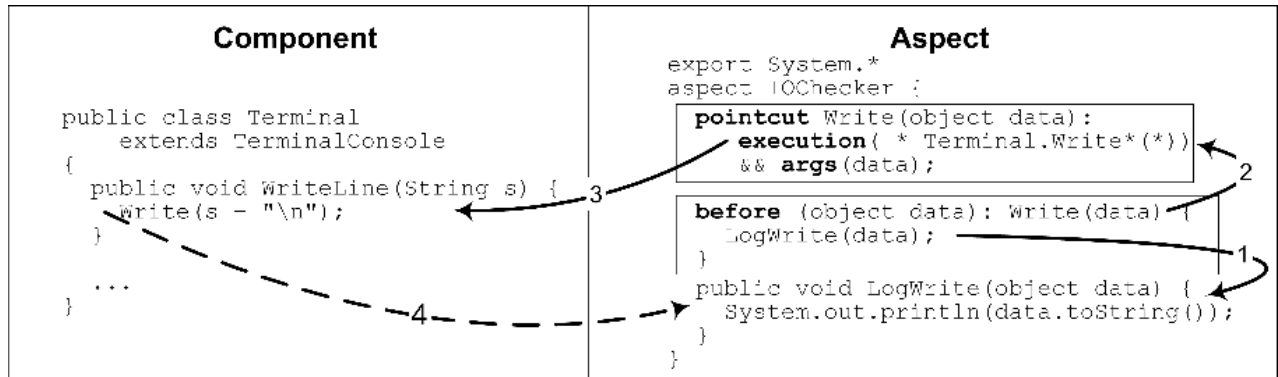 Component
public class Terminal
extends TerminalConsole
{
public void WriteLine(String s) {
Write(s - "\n");
}
...
}
3
4
Aspect
export System.*
aspect IOChecker {
pointcut Write(object data):
execution( * Terminal.Write*(*))
&& args(data);
2
before (object data): Write(data) {
LogWrite(data);
1
}
public void LogWrite(object data) {
System.out.println(data.toString());
}
}